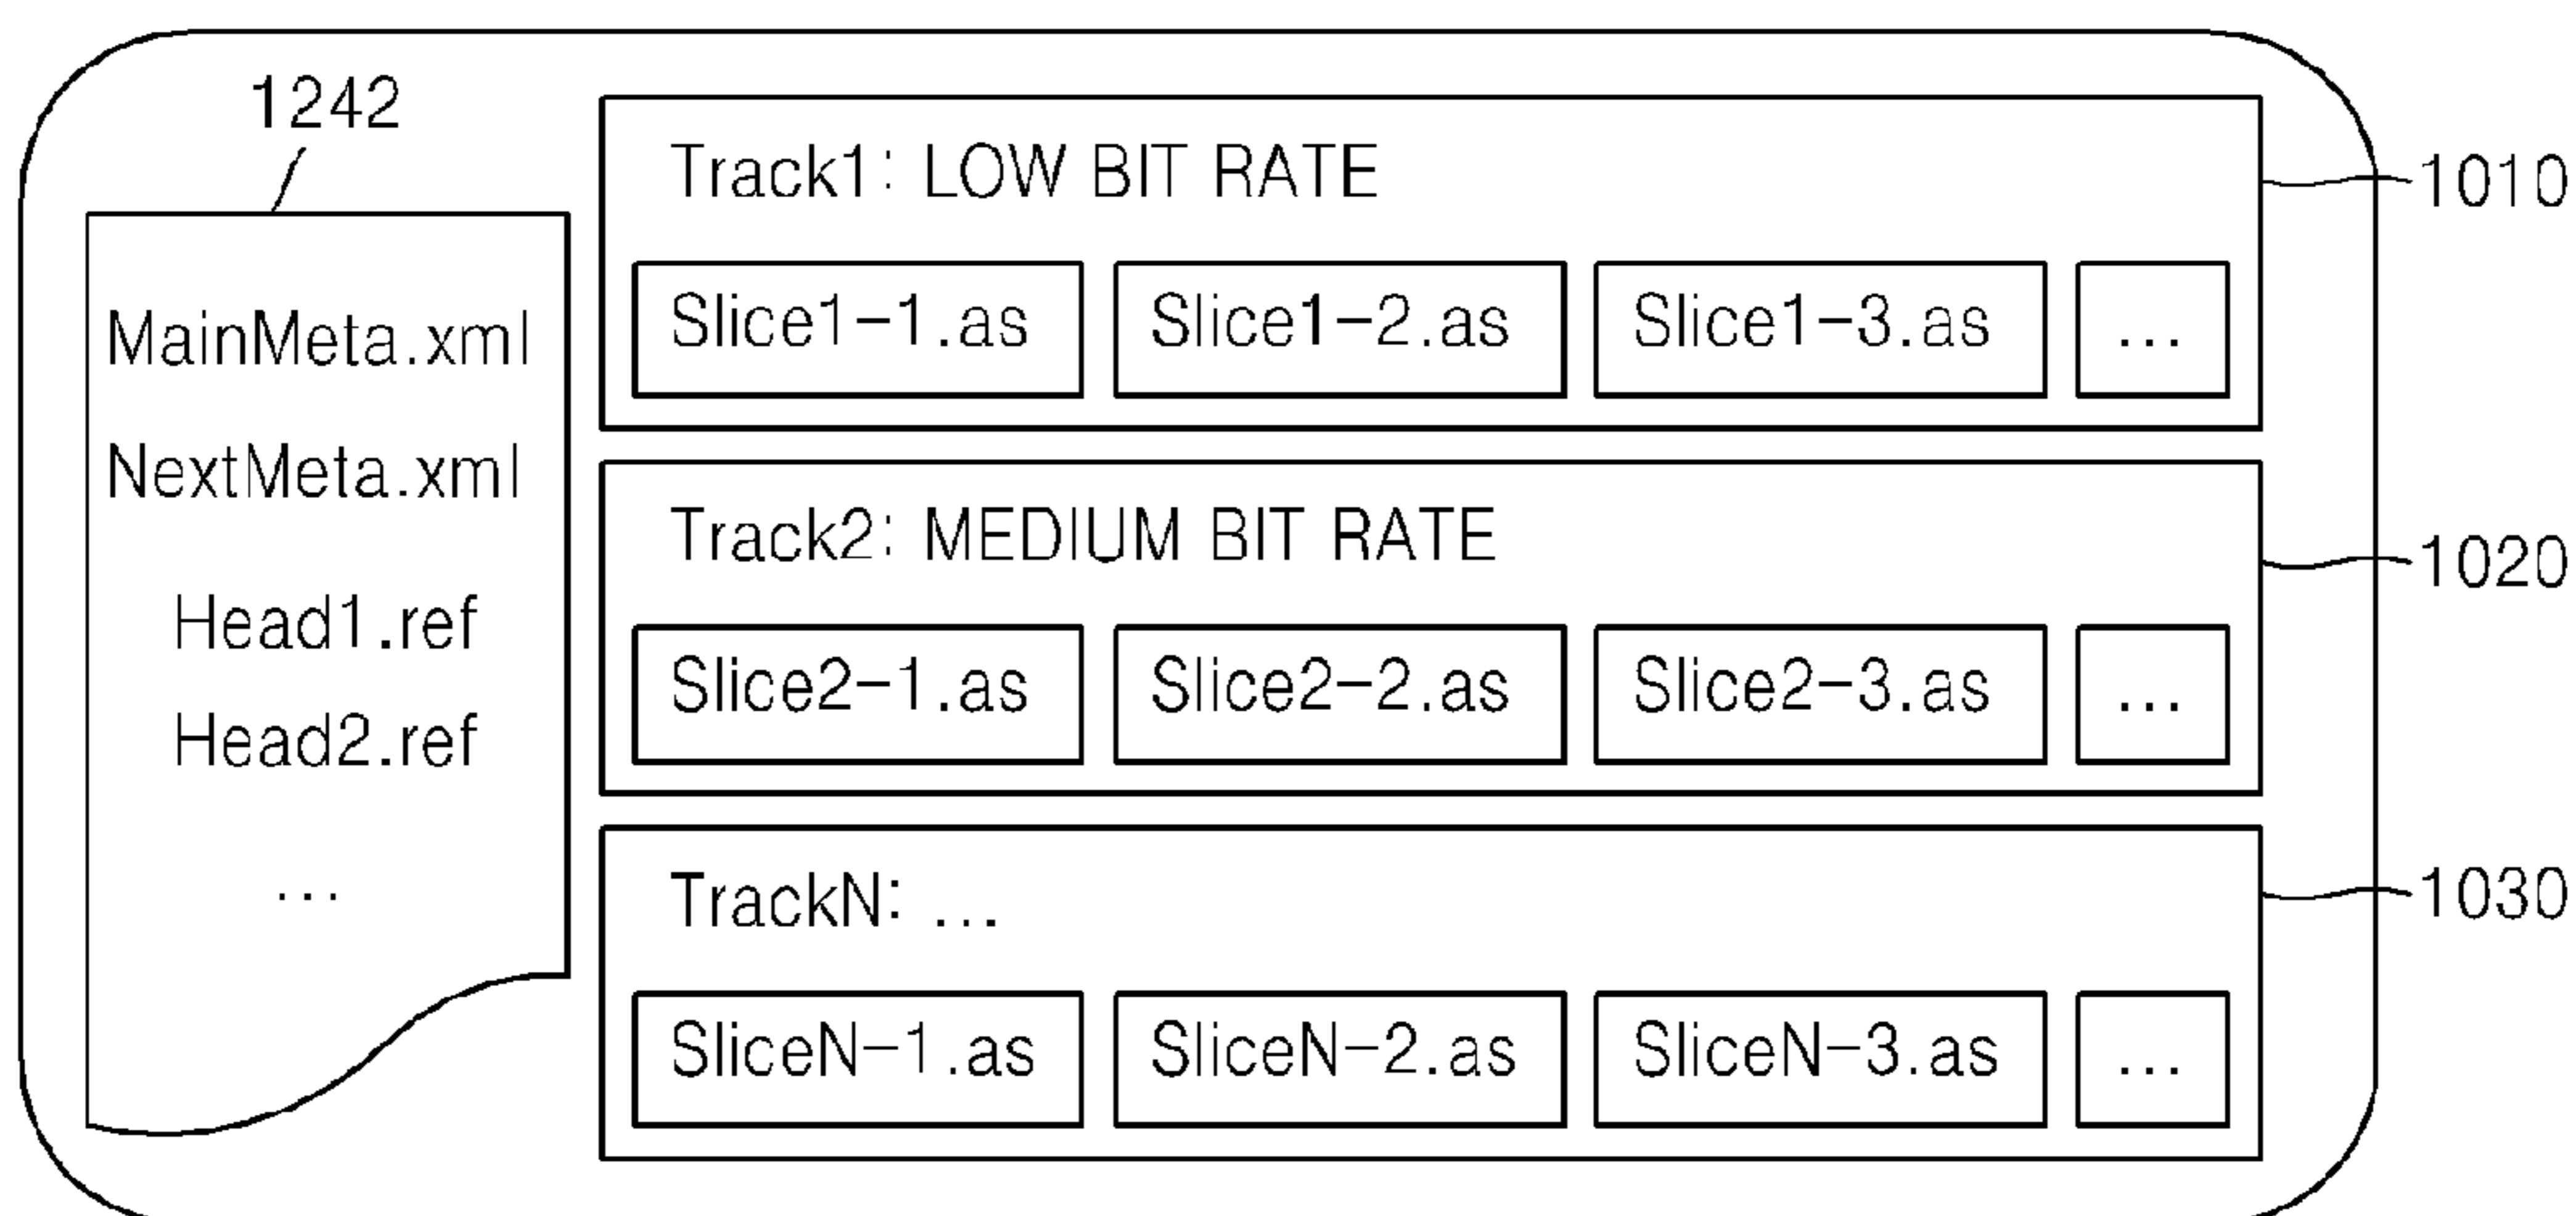 1242
MainMeta.xml
NextMeta.xml
Head1.ref
Head2.ref
...
Track1: LOW BIT RATE
1010
Slice1-1.as
Slice1-2.as
Slice1-3.as
...
Track2: MEDIUM BIT RATE
1020
Slice2-1.as
Slice2-2.as
Slice2-3.as
...
TrackN: ...
1030
SliceN-1.as
SliceN-2.as
SliceN-3.as
...